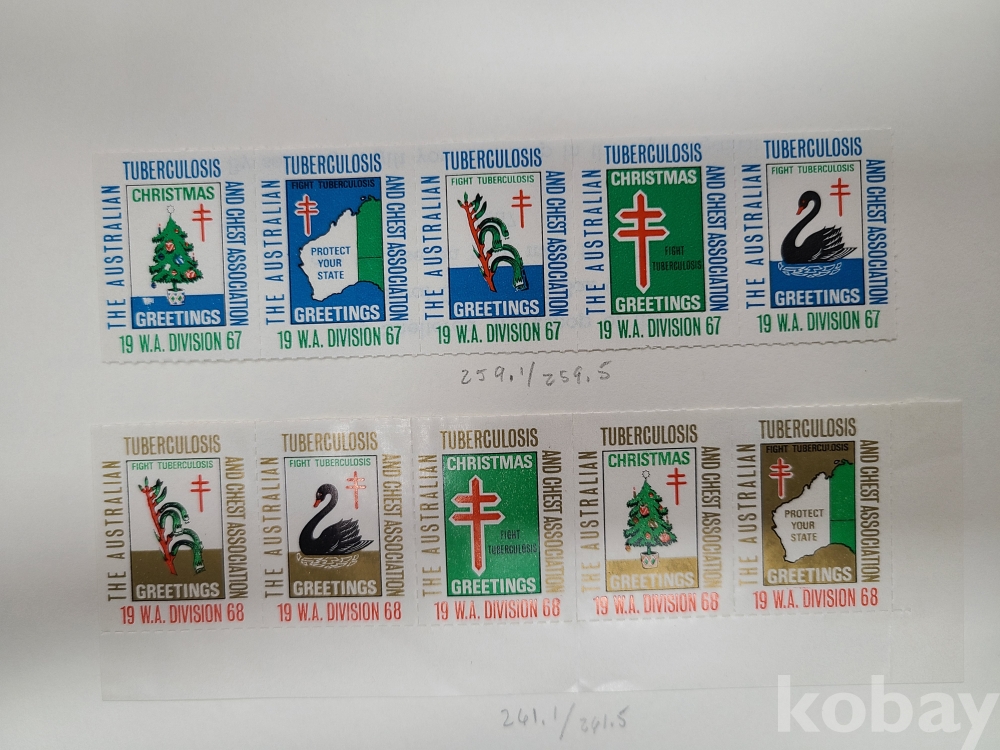 THE AUSTRALIAN TUBERCULOSIS AND CHEST ASSOCIATION
CHRISTMAS
GREETINGS
19 W.A. DIVISION 67
THE AUSTRALIAN TUBERCULOSIS AND CHEST ASSOCIATION
FIGHT TUBERCULOSIS
PROTECT
YOUR
STATE
GREETINGS
19 W.A. DIVISION 67
THE AUSTRALIAN TUBERCULOSIS AND CHEST ASSOCIATION
FIGHT TUBERCULOSIS
GREETINGS
19 W.A. DIVISION 67
THE AUSTRALIAN TUBERCULOSIS AND CHEST ASSOCIATION
CHRISTMAS
FIGHT
TUBERCULOSIS
GREETINGS
19 W.A. DIVISION 67
THE AUSTRALIAN TUBERCULOSIS AND CHEST ASSOCIATION
FIGHT TUBERCULOSIS
GREETINGS
19 W.A. DIVISION 67
259.1/259.5
THE AUSTRALIAN TUBERCULOSIS AND CHEST ASSOCIATION
FIGHT TUBERCULOSIS
GREETINGS
19 W.A. DIVISION 68
THE AUSTRALIAN TUBERCULOSIS AND CHEST ASSOCIATION
FIGHT TUBERCULOSIS
GREETINGS
19 W.A. DIVISION 68
THE AUSTRALIAN TUBERCULOSIS AND CHEST ASSOCIATION
CHRISTMAS
FIGHT
TUBERCULOSIS
GREETINGS
19 W.A. DIVISION 68
THE AUSTRALIAN TUBERCULOSIS AND CHEST ASSOCIATION
CHRISTMAS
GREETINGS
19 W.A. DIVISION 68
THE AUSTRALIAN TUBERCULOSIS AND CHEST ASSOCIATION
FIGHT TUBERCULOSIS
PROTECT
YOUR
STATE
GREETINGS
19 W.A. DIVISION 68
261.1/261.5
kobay